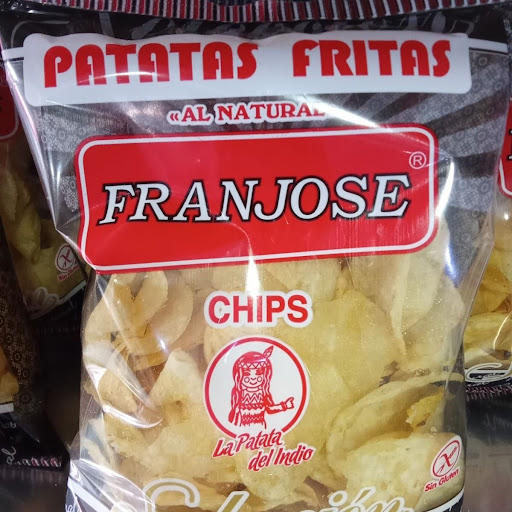 PATATAS FRITAS
«AL NATURAL
FRANJOSE®
CHIPS
La Patata
del Indio
Sin Gluten